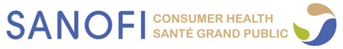 SANOFI CONSUMER HEALTH
SANTÉ GRAND PUBLIC